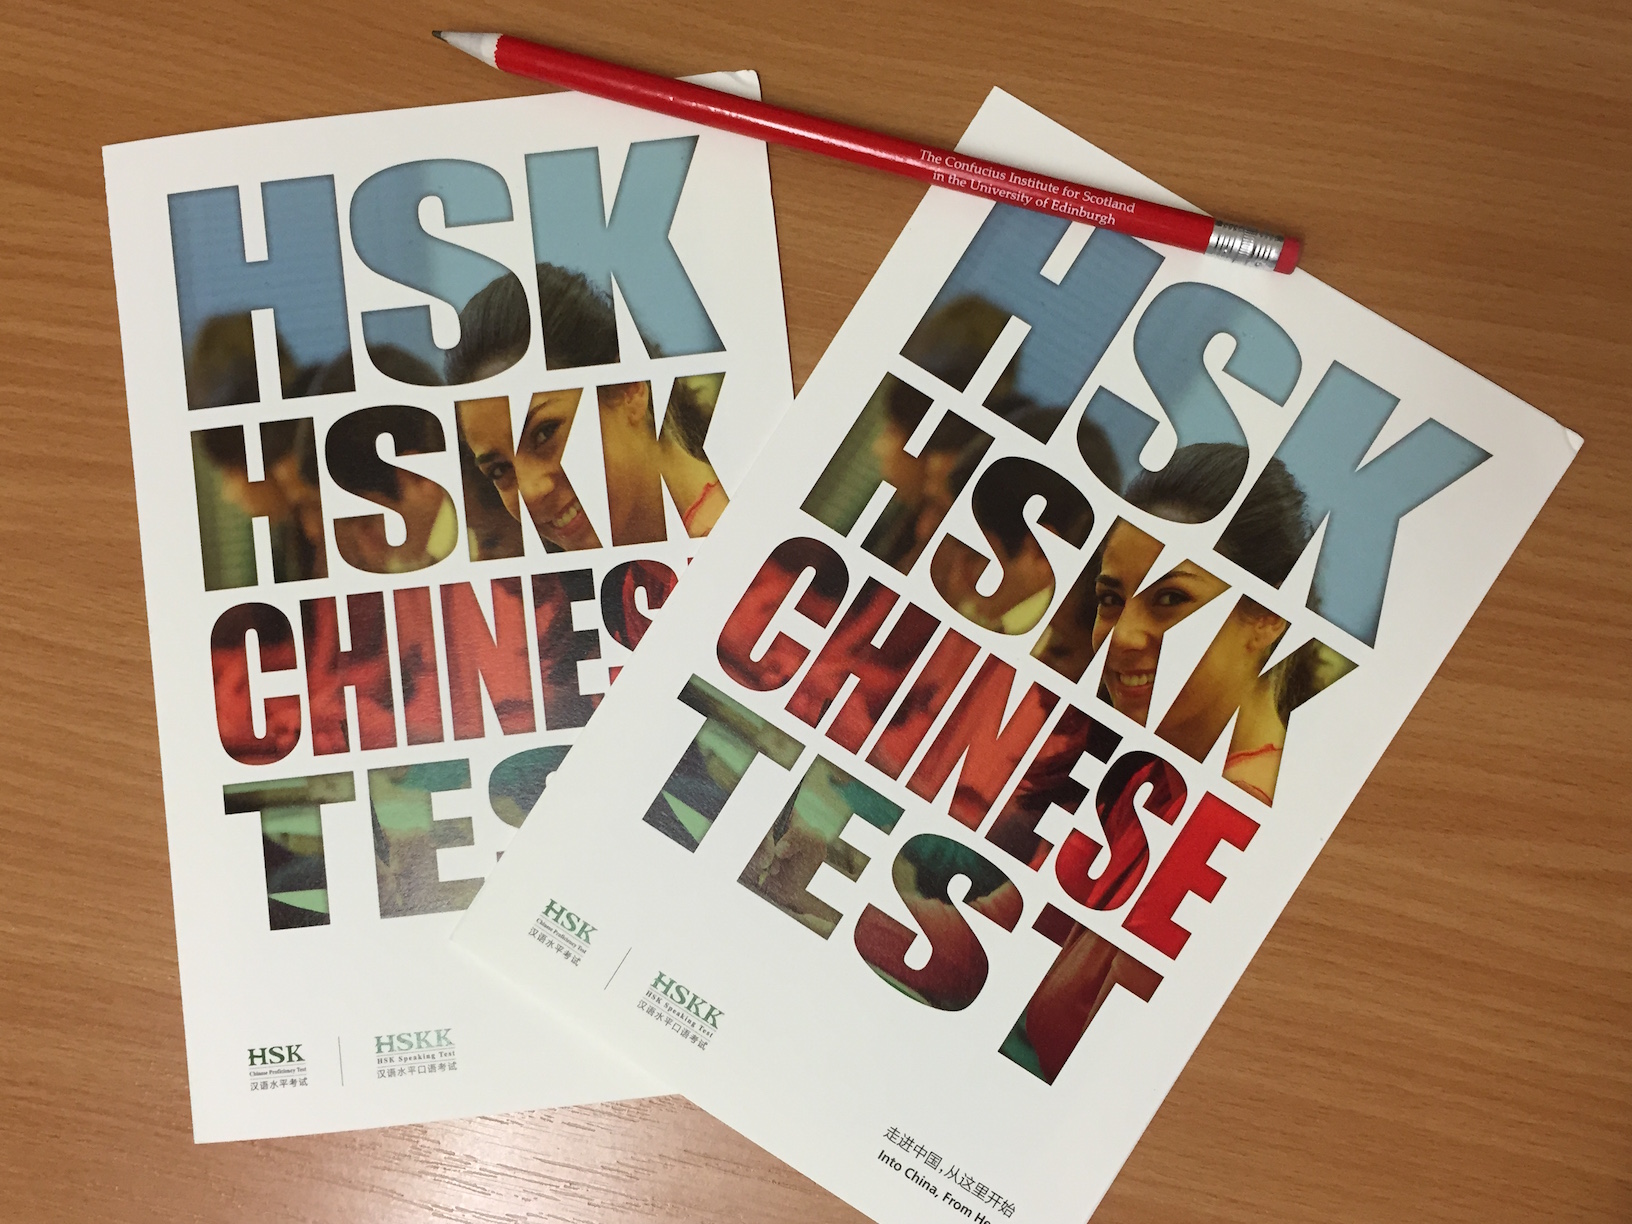 The Confucius Institute for Scotland
in the University of Edinburgh
HSK
HSKK
CHINES
TES
HSK
Chinese Proficiency Test
汉语水平考试
HSKK
HSK Speaking Test
汉语水平口语考试
HSK
HSKK
CHINESE
TEST
HSK
Chinese Proficiency Test
汉语水平考试
HSKK
HSK Speaking Test
汉语水平口语考试
走进中国,从这里开始
Into China, From He